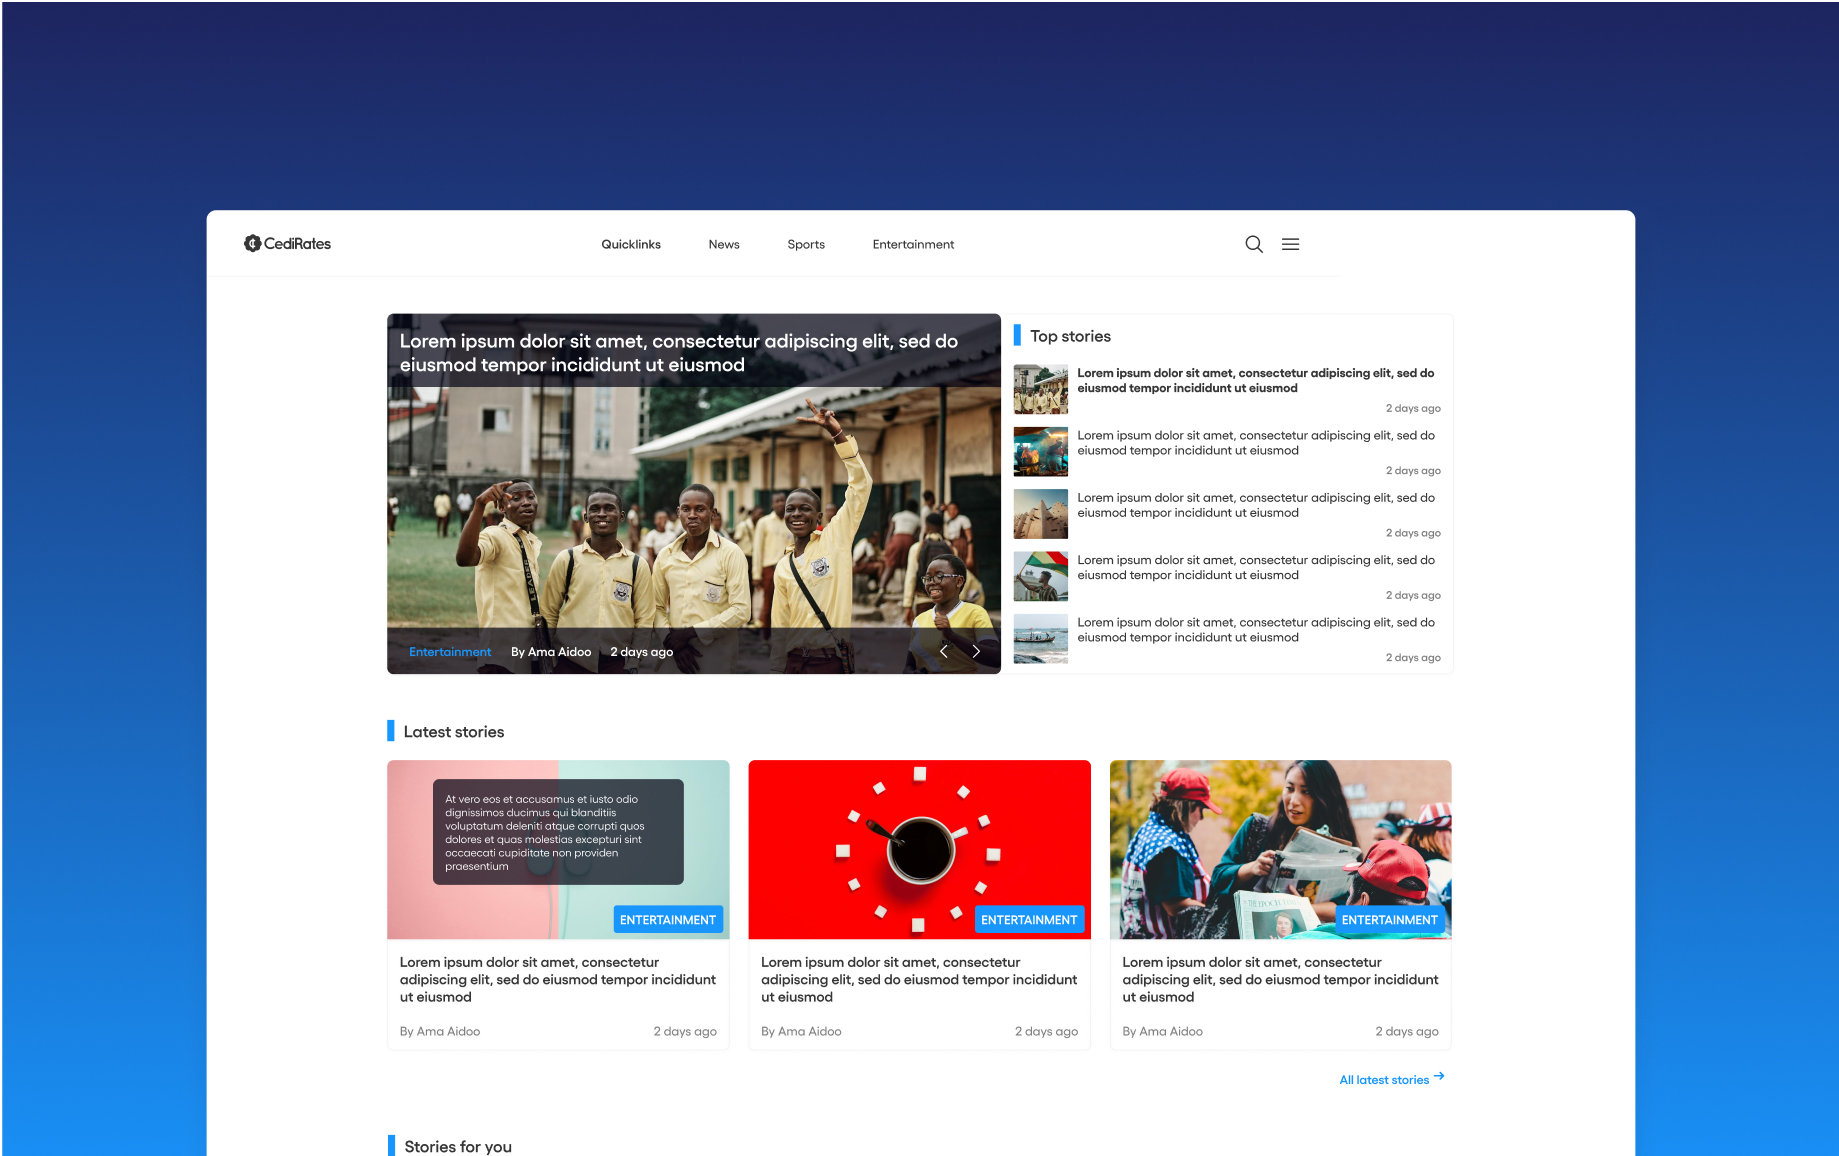 CediRates
Quicklinks
News
Sports
Entertainment
Lorem ipsum dolor sit amet, consectetur adipiscing elit, sed do
eiusmod tempor incididunt ut eiusmod
Entertainment
By Ama Aidoo
2 days ago
Top stories
Lorem ipsum dolor sit amet, consectetur adipiscing elit, sed do
eiusmod tempor incididunt ut eiusmod
2 days ago
Lorem ipsum dolor sit amet, consectetur adipiscing elit, sed do
eiusmod tempor incididunt ut eiusmod
2 days ago
Lorem ipsum dolor sit amet, consectetur adipiscing elit, sed do
eiusmod tempor incididunt ut eiusmod
2 days ago
Lorem ipsum dolor sit amet, consectetur adipiscing elit, sed do
eiusmod tempor incididunt ut eiusmod
2 days ago
Lorem ipsum dolor sit amet, consectetur adipiscing elit, sed do
eiusmod tempor incididunt ut eiusmod
2 days ago
Latest stories
At vero eos et accusamus et iusto odio
dignissimos ducimus qui blanditiis
voluptatum deleniti atque corrupti quos
dolores et quas molestias excepturi sint
occaecati cupiditate non providen
praesentium
ENTERTAINMENT
Lorem ipsum dolor sit amet, consectetur
adipiscing elit, sed do eiusmod tempor incididunt
ut eiusmod
By Ama Aidoo
2 days ago
ENTERTAINMENT
Lorem ipsum dolor sit amet, consectetur
adipiscing elit, sed do eiusmod tempor incididunt
ut eiusmod
By Ama Aidoo
2 days ago
THE EPOCH
ENTERTAINMENT
Lorem ipsum dolor sit amet, consectetur
adipiscing elit, sed do eiusmod tempor incididunt
ut eiusmod
By Ama Aidoo
2 days ago
All latest stories
Stories for you